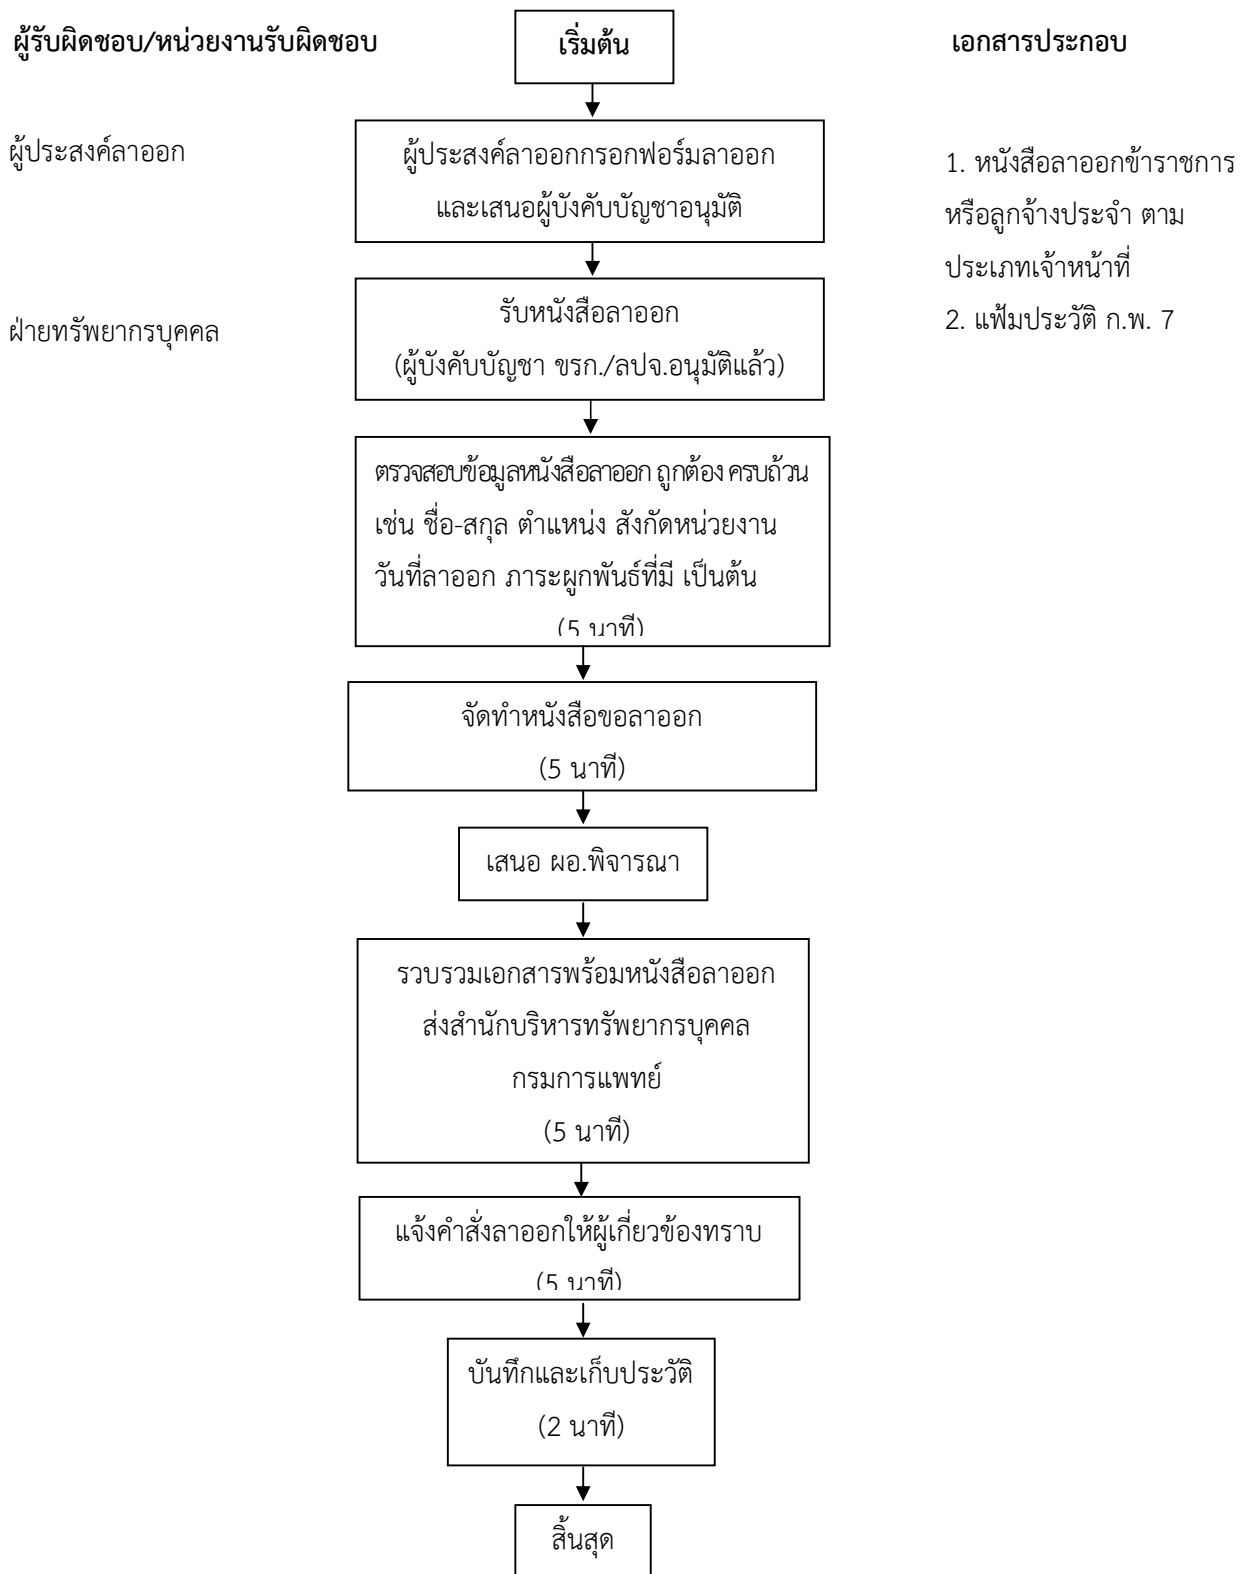 ผู้รับผิดชอบ/หน่วยงานรับผิดชอบ
เริ่มต้น
เอกสารประกอบ
ผู้ประสงค์ลาออก
ผู้ประสงค์ลาออกกรอกฟอร์มลาออก
และเสนอผู้บังคับบัญชาอนุมัติ
1. หนังสือลาออกข้าราชการ
หรือลูกจ้างประจำ ตาม
ประเภทเจ้าหน้าที่
2. แฟ้มประวัติ ก.พ. 7
ฝ่ายทรัพยากรบุคคล
รับหนังสือลาออก
(ผู้บังคับบัญชา ขรก./ลปจ.อนุมัติแล้ว)
ตรวจสอบข้อมูลหนังสือลาออก ถูกต้อง ครบถ้วน
เช่น ชื่อ-สกุล ตำแหน่ง สังกัดหน่วยงาน
วันที่ลาออก ภาระผูกพันธ์ที่มี เป็นต้น
(5 นาที)
จัดทำหนังสือขอลาออก
(5 นาที)
เสนอ ผอ.พิจารณา
รวบรวมเอกสารพร้อมหนังสือลาออก
ส่งสำนักบริหารทรัพยากรบุคคล
กรมการแพทย์
(5 นาที)
แจ้งคำสั่งลาออกให้ผู้เกี่ยวข้องทราบ
(5 นาที)
บันทึกและเก็บประวัติ
(2 นาที)
สิ้นสุด